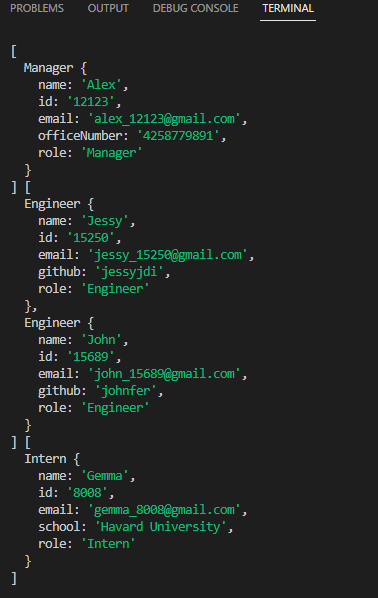 PROBLEMS OUTPUT DEBUG CONSOLE TERMINAL
[
  Manager {
    name: 'Alex',
    id: '12123',
    email: 'alex_12123@gmail.com',
    officeNumber: '4258779891',
    role: 'Manager'
  }
] [
  Engineer {
    name: 'Jessy',
    id: '15250',
    email: 'jessy_15250@gmail.com',
    github: 'jessyjdi',
    role: 'Engineer'
  },
  Engineer {
    name: 'John',
    id: '15689',
    email: 'john_15689@gmail.com',
    github: 'johnfer',
    role: 'Engineer'
  }
] [
  Intern {
    name: 'Gemma',
    id: '8008',
    email: 'gemma_8008@gmail.com',
    school: 'Havard University',
    role: 'Intern'
  }
]